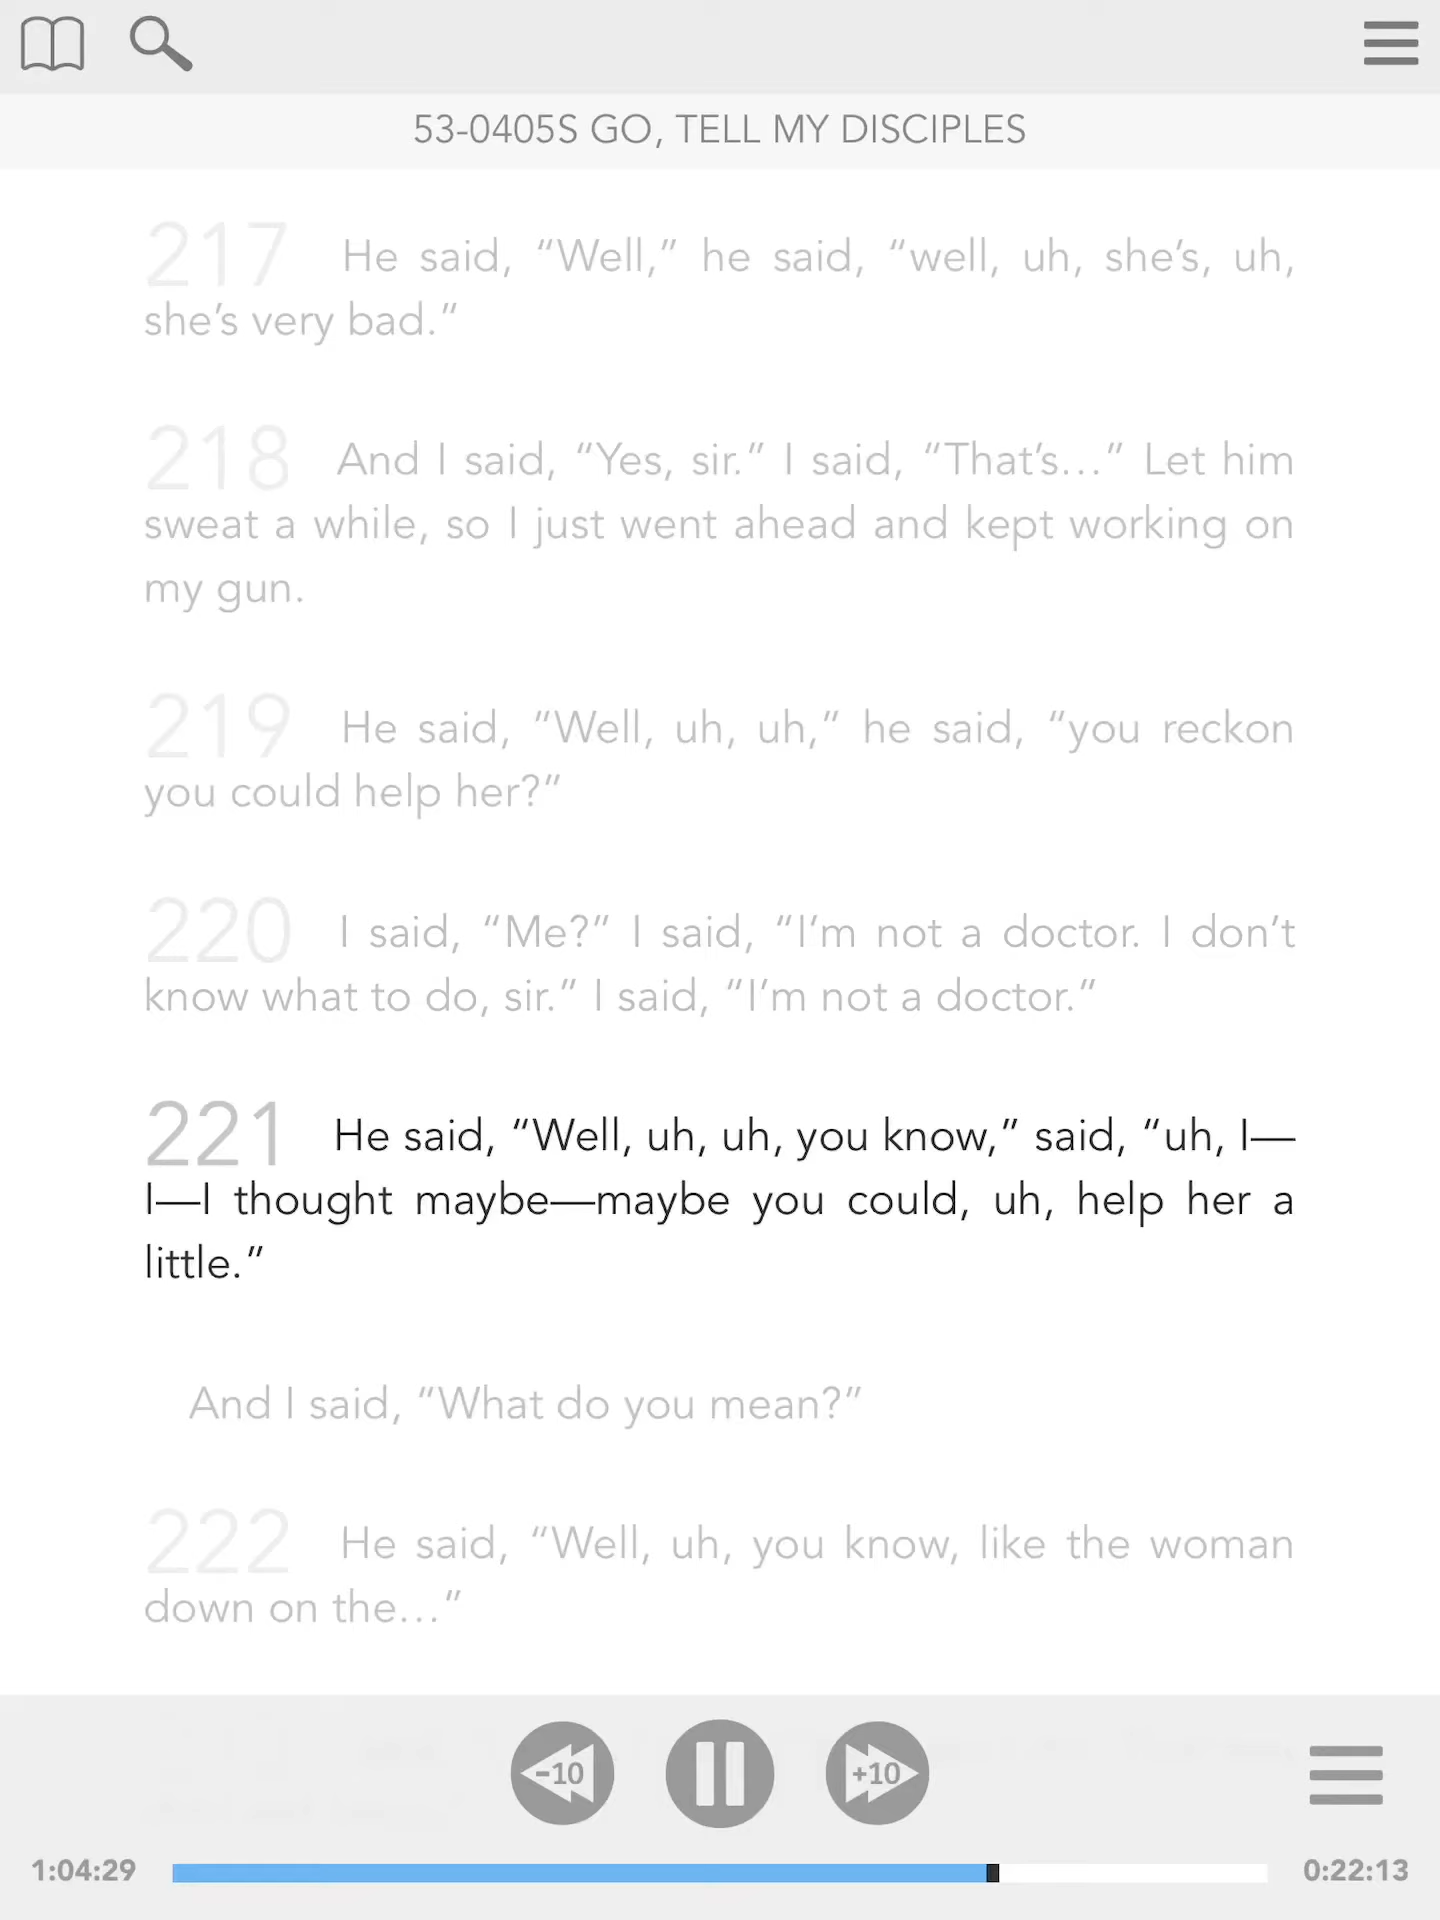 53-0405S GO, TELL MY DISCIPLES
217 He said, “Well,” he said, “well, uh, she’s, uh,
she’s very bad.”
218 And I said, “Yes, sir.” I said, “That’s…” Let him
sweat a while, so I just went ahead and kept working on
my gun.
219 He said, “Well, uh, uh,” he said, “you reckon
you could help her?”
220 I said, “Me?” I said, “I’m not a doctor. I don’t
know what to do, sir.” I said, “I’m not a doctor.”
221 He said, “Well, uh, uh, you know,” said, “uh, I—
I—I thought maybe—maybe you could, uh, help her a
little.”
And I said, “What do you mean?”
222 He said, “Well, uh, you know, like the woman
down on the…”
-10 +10
1:04:29 0:22:13